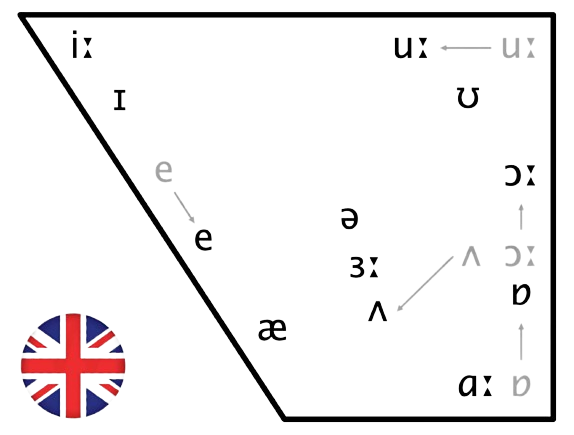 iː uː uː
ɪ ʊ
e ɔː
e ə
ɜː ʌ ɔː
ʌ ɒ
æ
ɑː ɒ